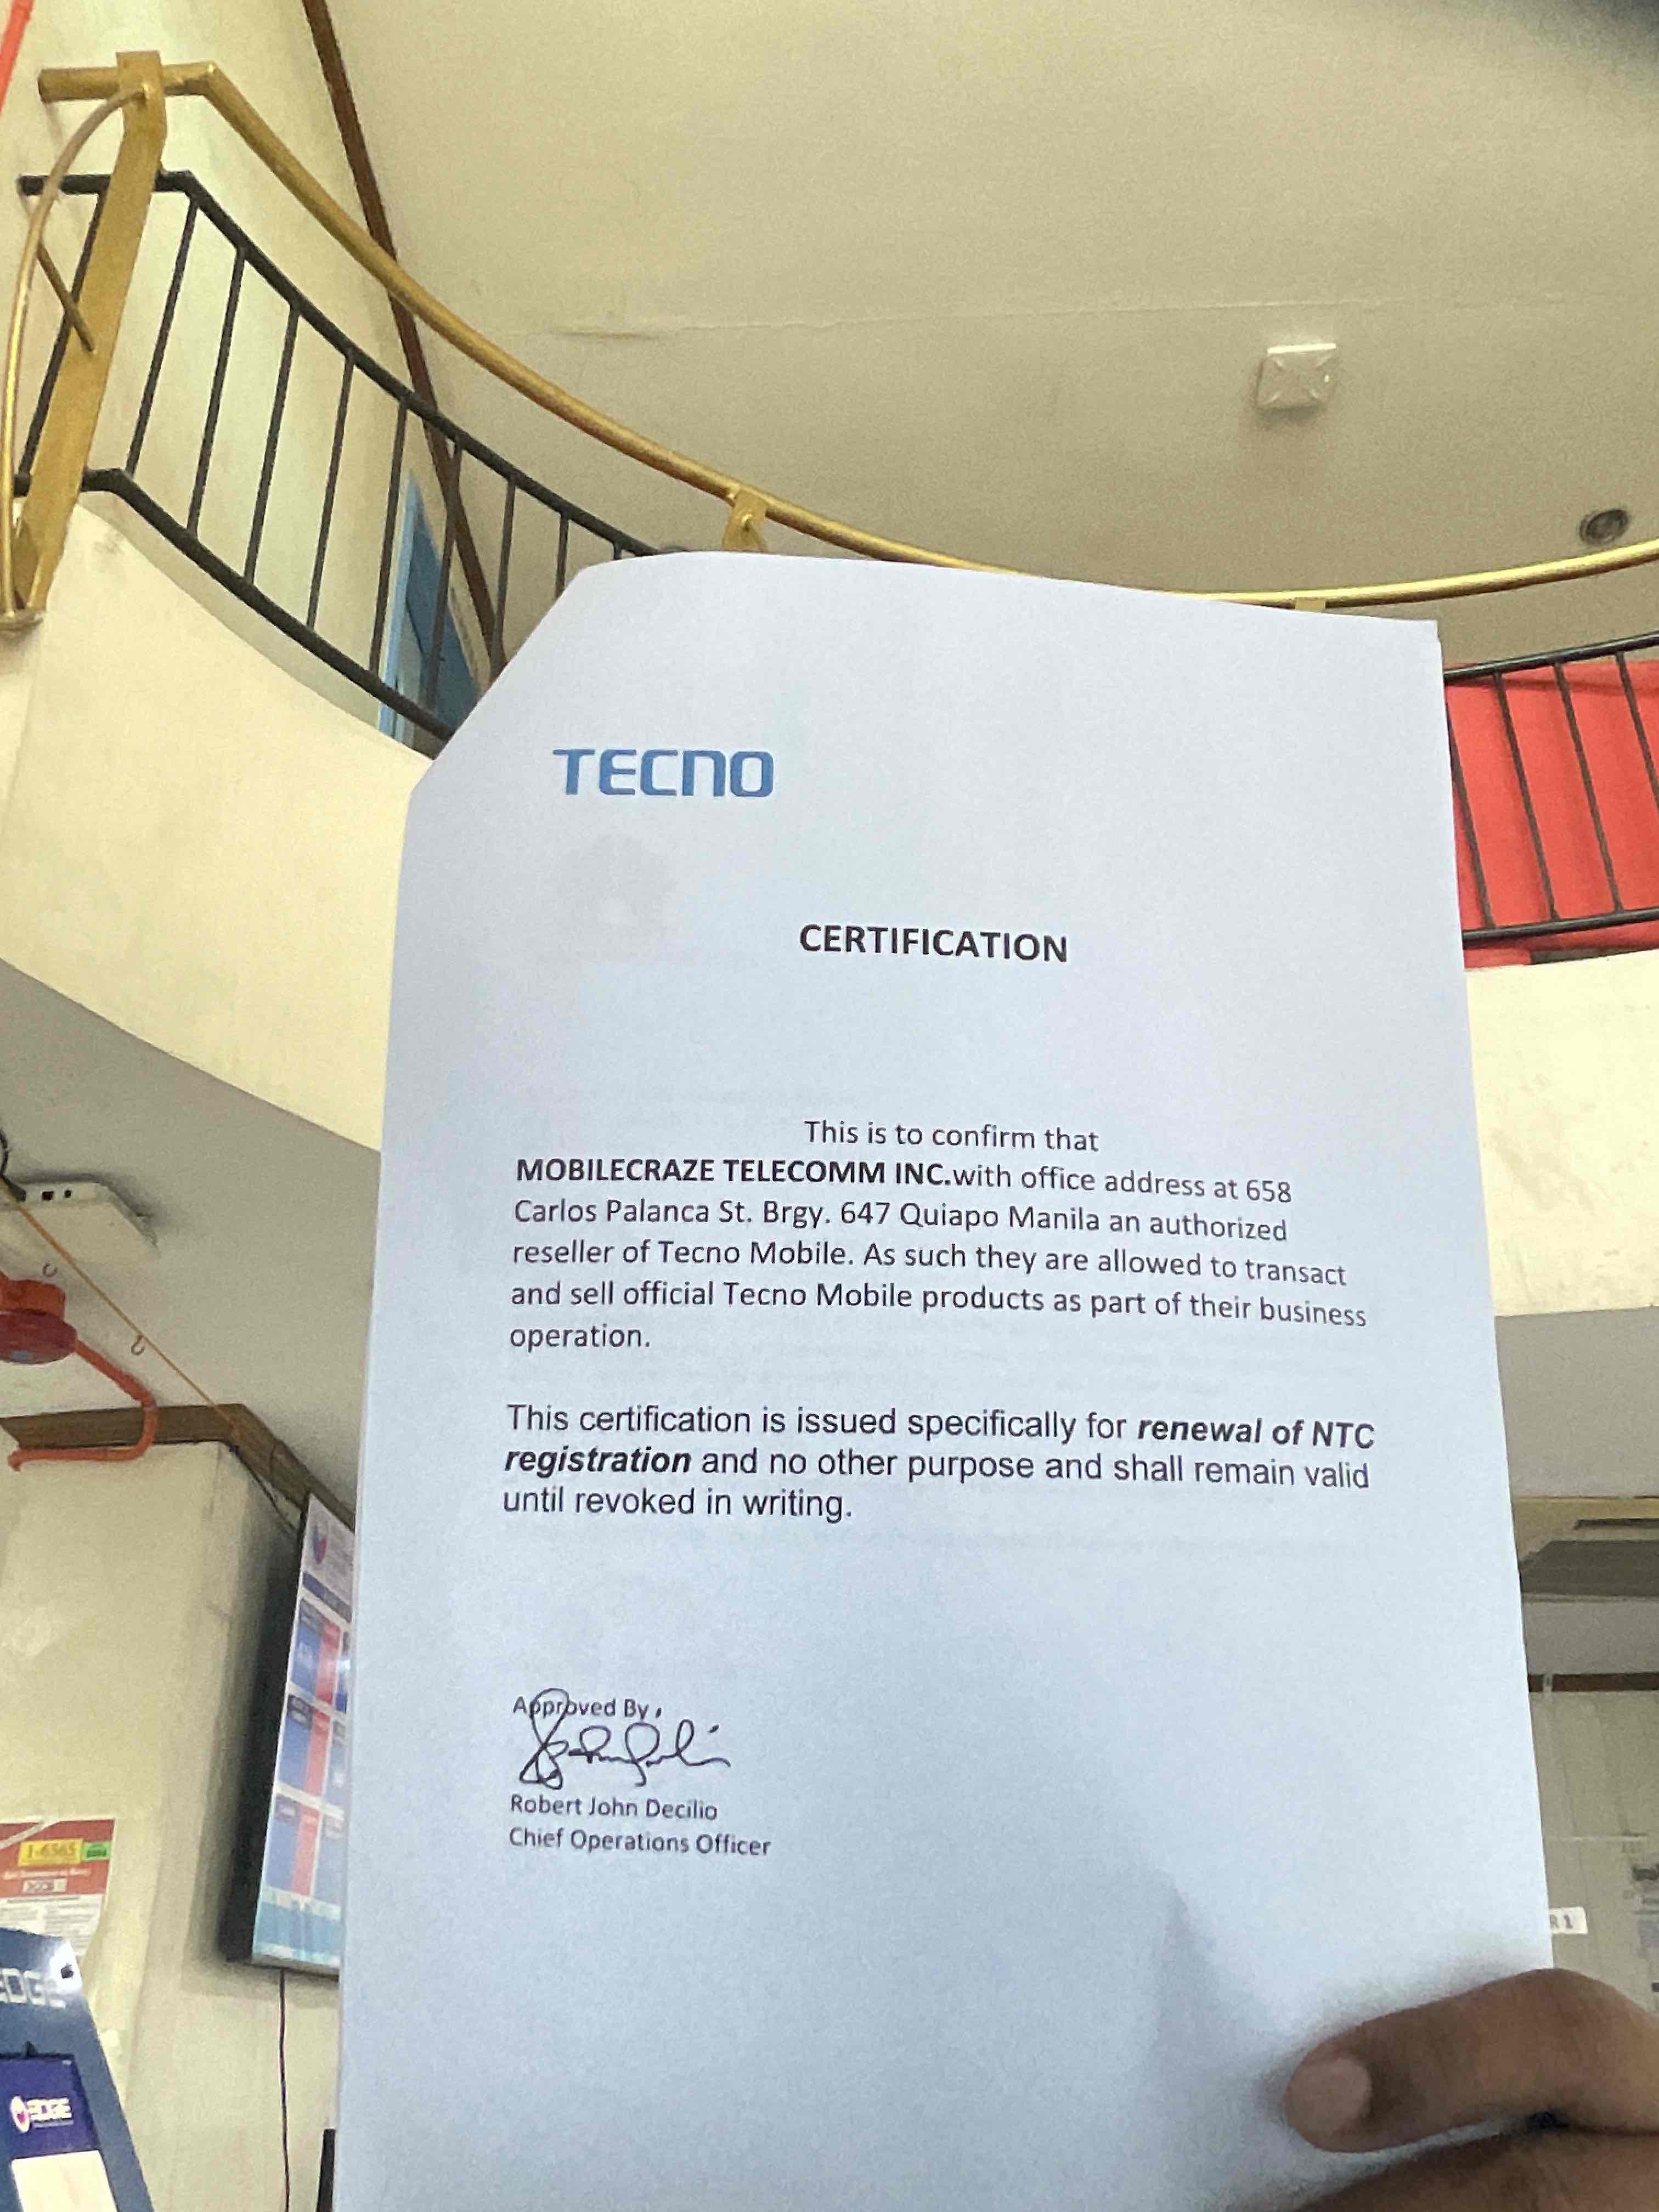 TECNO
CERTIFICATION
This is to confirm that
MOBILECRAZE TELECOMM INC.with office address at 658
Carlos Palanca St. Brgy. 647 Quiapo Manila an authorized
reseller of Tecno Mobile. As such they are allowed to transact
and sell official Tecno Mobile products as part of their business
operation.
This certification is issued specifically for renewal of NTC
registration and no other purpose and shall remain valid
until revoked in writing.
Approved By,
Robert John Decilio
Chief Operations Officer
1-6565
EDGE
EDGE
R 1